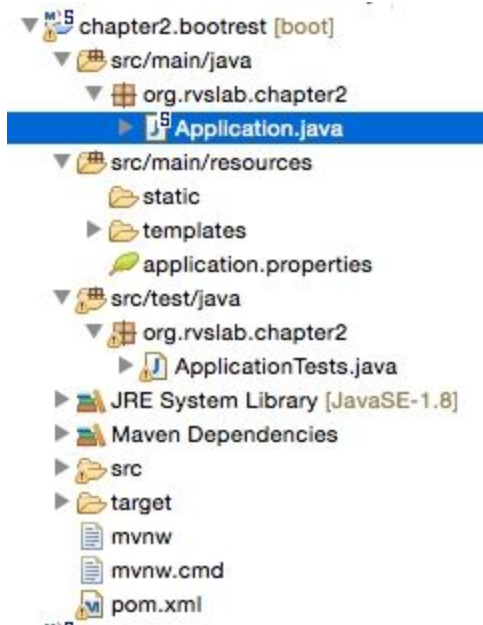 chapter2.bootrest [boot]
src/main/java
org.rvslab.chapter2
Application.java
src/main/resources
static
templates
application.properties
src/test/java
org.rvslab.chapter2
ApplicationTests.java
JRE System Library [JavaSE-1.8]
Maven Dependencies
src
target
mvnw
mvnw.cmd
pom.xml